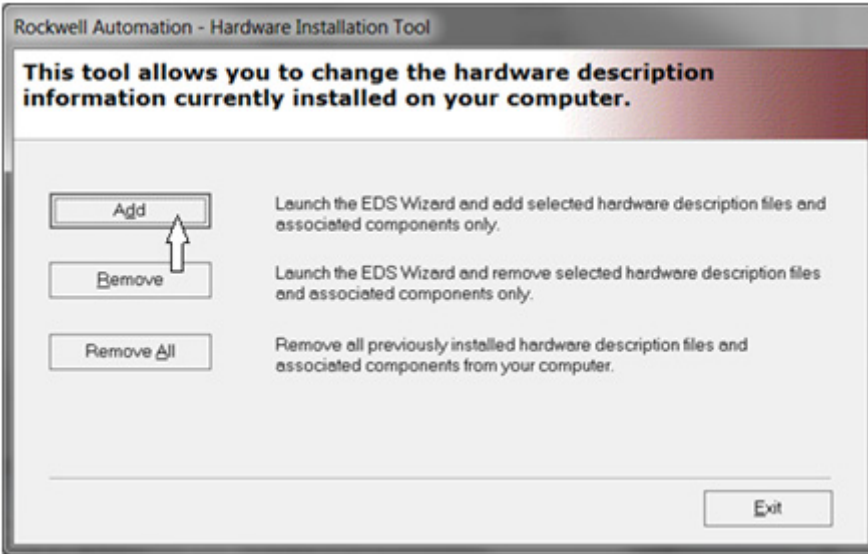 Rockwell Automation - Hardware Installation Tool
This tool allows you to change the hardware description
information currently installed on your computer.
Add
Launch the EDS Wizard and add selected hardware description files and
associated components only.
Remove
Launch the EDS Wizard and remove selected hardware description files
and associated components only.
Remove All
Remove all previously installed hardware description files and
associated components from your computer.
Exit